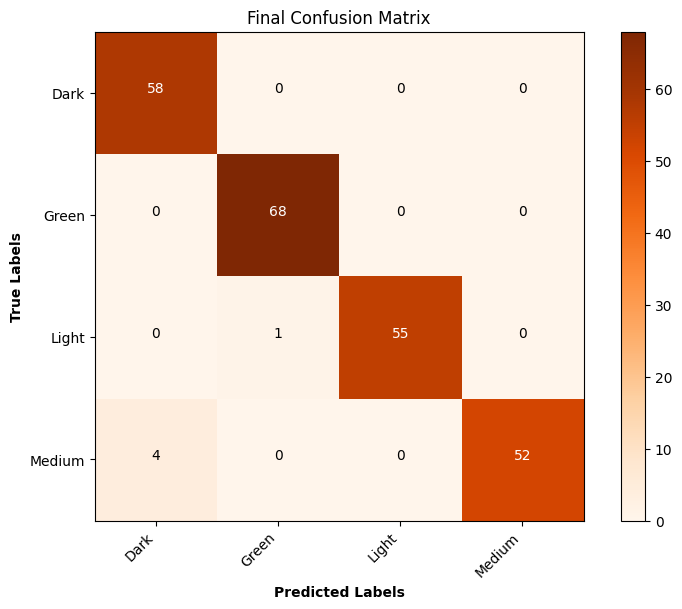 Final Confusion Matrix
Dark 58 0 0 0
Green 0 68 0 0
Light 0 1 55 0
Medium 4 0 0 52
Dark Green Light Medium
Predicted Labels
True Labels
60
50
40
30
20
10
0